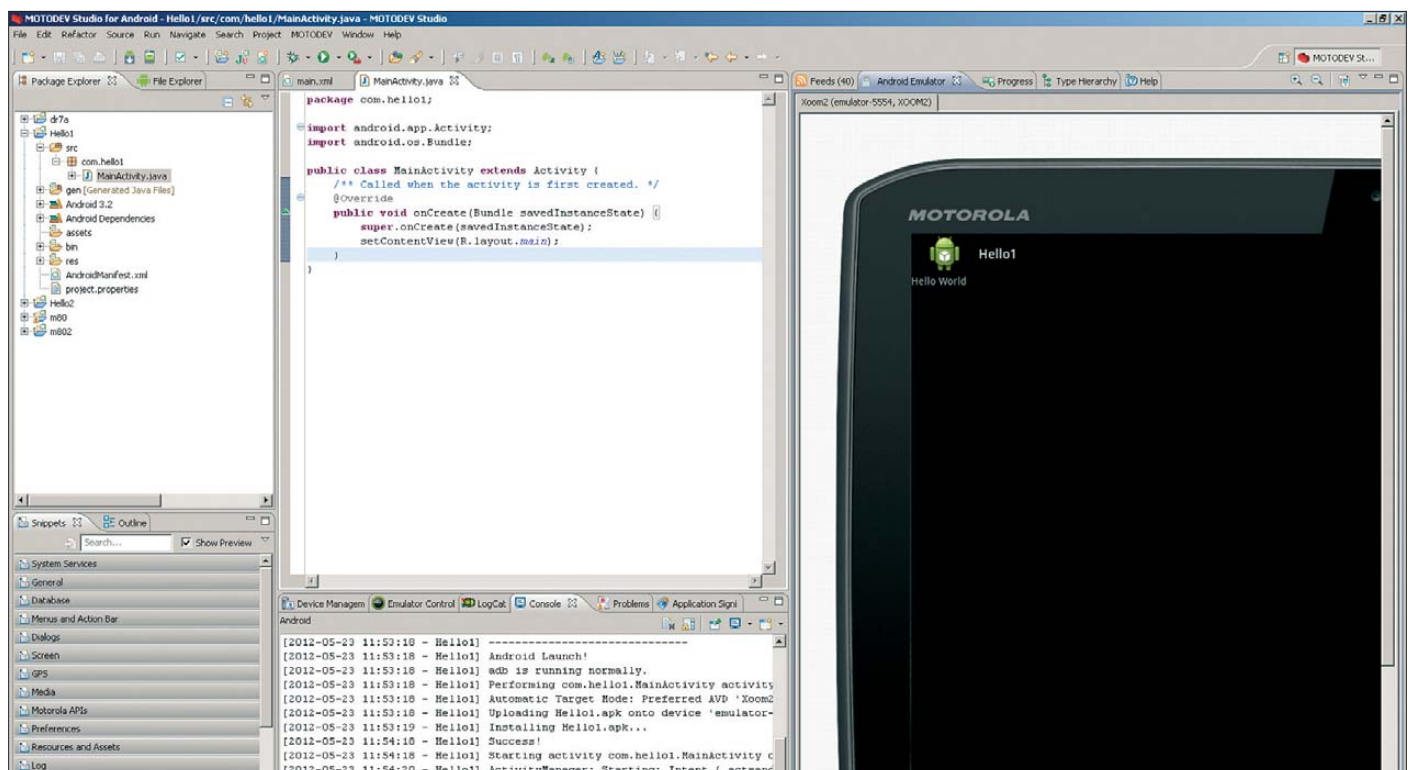 MOTODEV Studio for Android - Hello1/src/com/hello1/MainActivity.java - MOTODEV Studio
File Edit Refactor Source Run Navigate Search Project MOTODEV Window Help
MOTODEV St...
Package Explorer
File Explorer
dr7a
Hello1
src
com.hello1
MainActivity.java
gen [Generated Java Files]
Android 3.2
Android Dependencies
assets
bin
res
AndroidManifest.xml
project.properties
Hello2
m80
m802
Snippets
Outline
Search...
Show Preview
System Services
General
Database
Menus and Action Bar
Dialogs
Screen
GPS
Media
Motorola APIs
Preferences
Resources and Assets
Log
main.xml
MainActivity.java
package com.hello1;
import android.app.Activity;
import android.os.Bundle;
public class MainActivity extends Activity {
/** Called when the activity is first created. */
@Override
public void onCreate(Bundle savedInstanceState) {
super.onCreate(savedInstanceState);
setContentView(R.layout.main);
}
}
Device Managem
Emulator Control
LogCat
Console
Problems
Application Signi
Android
[2012-05-23 11:53:18 - Hello1] ------------------------------
[2012-05-23 11:53:18 - Hello1] Android Launch!
[2012-05-23 11:53:18 - Hello1] adb is running normally.
[2012-05-23 11:53:18 - Hello1] Performing com.hello1.MainActivity activity
[2012-05-23 11:53:18 - Hello1] Automatic Target Mode: Preferred AVD 'Xoom2
[2012-05-23 11:53:18 - Hello1] Uploading Hello1.apk onto device 'emulator-
[2012-05-23 11:53:19 - Hello1] Installing Hello1.apk...
[2012-05-23 11:54:18 - Hello1] Success!
[2012-05-23 11:54:18 - Hello1] Starting activity com.hello1.MainActivity
[2012-05-23 11:54:20 - Hello1] ActivityManager: Starting: Intent {
Feeds (40)
Android Emulator
Progress
Type Hierarchy
Help
Xoom2 (emulator-5554, XOOM2)
MOTOROLA
Hello1
Hello World